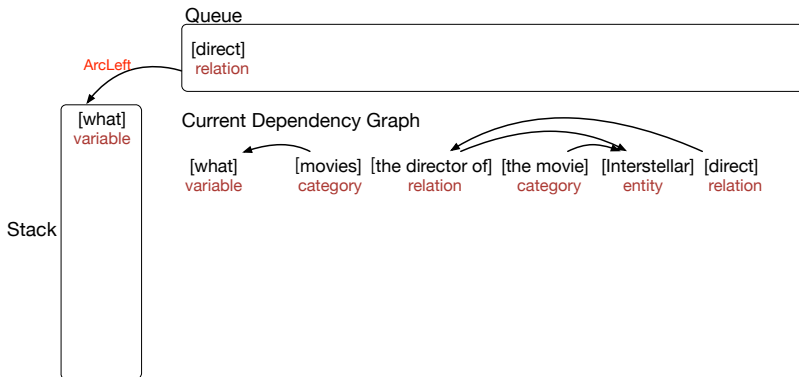 Queue
[direct]
relation
ArcLeft
[what]
variable
Current Dependency Graph
[what] [movies] [the director of] [the movie] [Interstellar] [direct]
variable category relation category entity relation
Stack